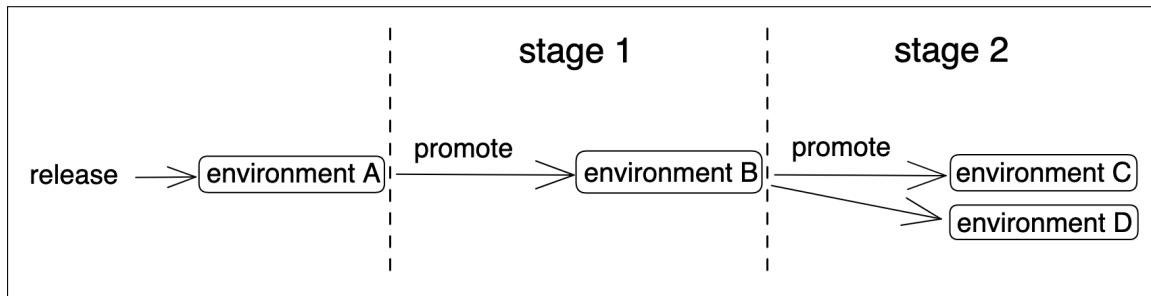 stage 1
stage 2
release
environment A
promote
environment B
promote
environment C
environment D